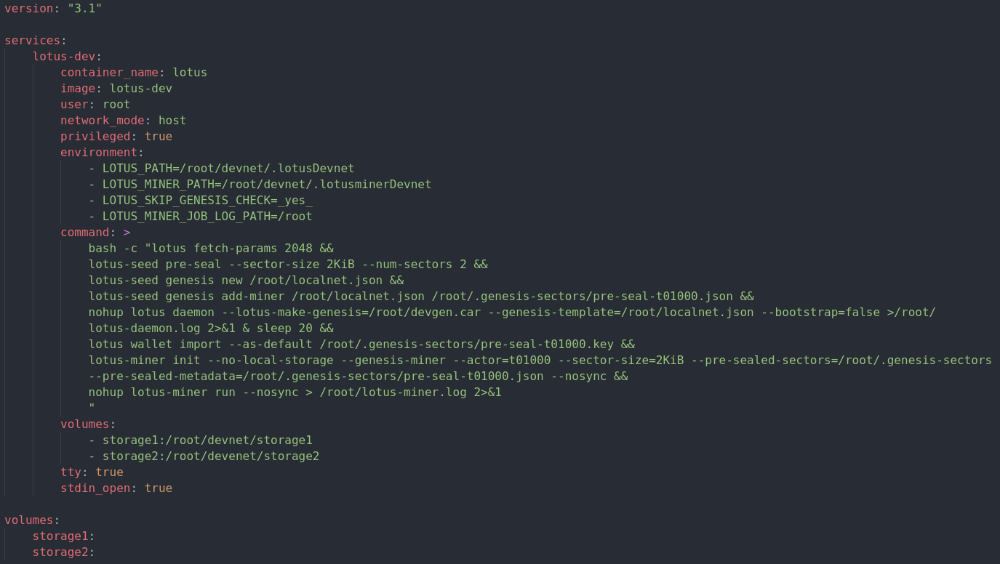 version: "3.1"

services:
    lotus-dev:
        container_name: lotus
        image: lotus-dev
        user: root
        network_mode: host
        privileged: true
        environment:
            - LOTUS_PATH=/root/devnet/.lotusDevnet
            - LOTUS_MINER_PATH=/root/devnet/.lotusminerDevnet
            - LOTUS_SKIP_GENESIS_CHECK=_yes_
            - LOTUS_MINER_JOB_LOG_PATH=/root
        command: >
            bash -c "lotus fetch-params 2048 &&
            lotus-seed pre-seal --sector-size 2KiB --num-sectors 2 &&
            lotus-seed genesis new /root/localnet.json &&
            lotus-seed genesis add-miner /root/localnet.json /root/.genesis-sectors/pre-seal-t01000.json &&
            nohup lotus daemon --lotus-make-genesis=/root/devgen.car --genesis-template=/root/localnet.json --bootstrap=false >/root/
            lotus-daemon.log 2>&1 & sleep 20 &&
            lotus wallet import --as-default /root/.genesis-sectors/pre-seal-t01000.key &&
            lotus-miner init --no-local-storage --genesis-miner --actor=t01000 --sector-size=2KiB --pre-sealed-sectors=/root/.genesis-sectors
            --pre-sealed-metadata=/root/.genesis-sectors/pre-seal-t01000.json --nosync &&
            nohup lotus-miner run --nosync > /root/lotus-miner.log 2>&1
            "
        volumes:
            - storage1:/root/devnet/storage1
            - storage2:/root/devenet/storage2
        tty: true
        stdin_open: true

volumes:
    storage1:
    storage2: